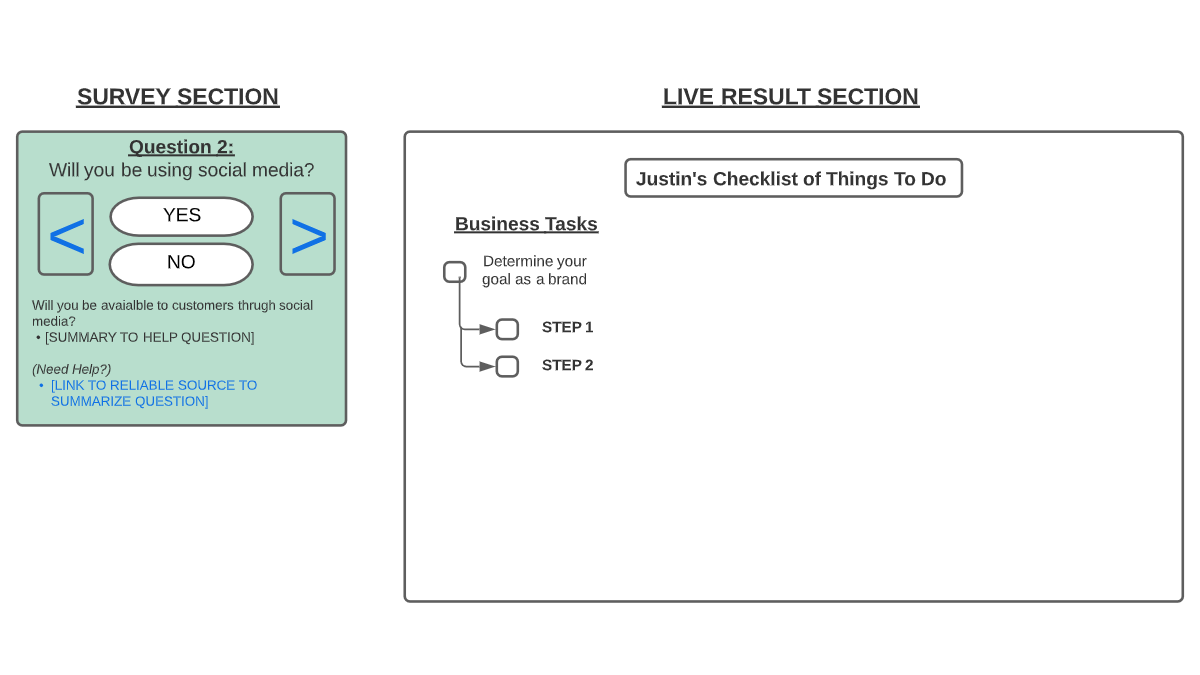 SURVEY SECTION
Question 2:
Will you be using social media?
<
YES
NO
>
Will you be avaialble to customers thrugh social
media?
• [SUMMARY TO HELP QUESTION]
(Need Help?)
• [LINK TO RELIABLE SOURCE TO
SUMMARIZE QUESTION]
LIVE RESULT SECTION
Justin's Checklist of Things To Do
Business Tasks
Determine your
goal as a brand
STEP 1
STEP 2